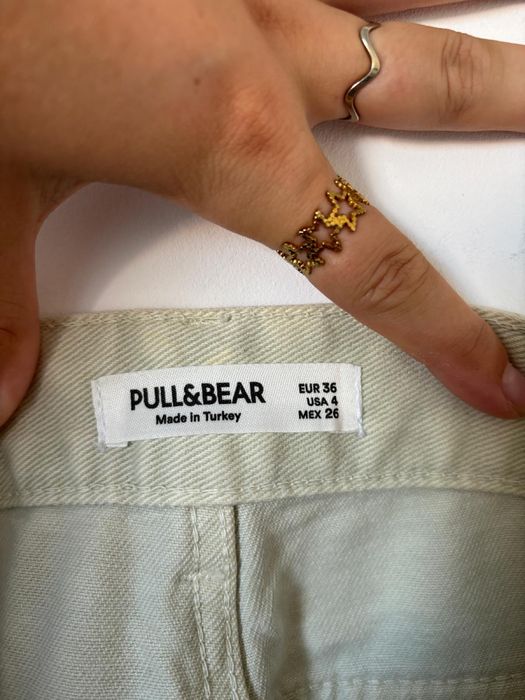 PULL&BEAR
Made in Turkey
EUR 36
USA 4
MEX 26